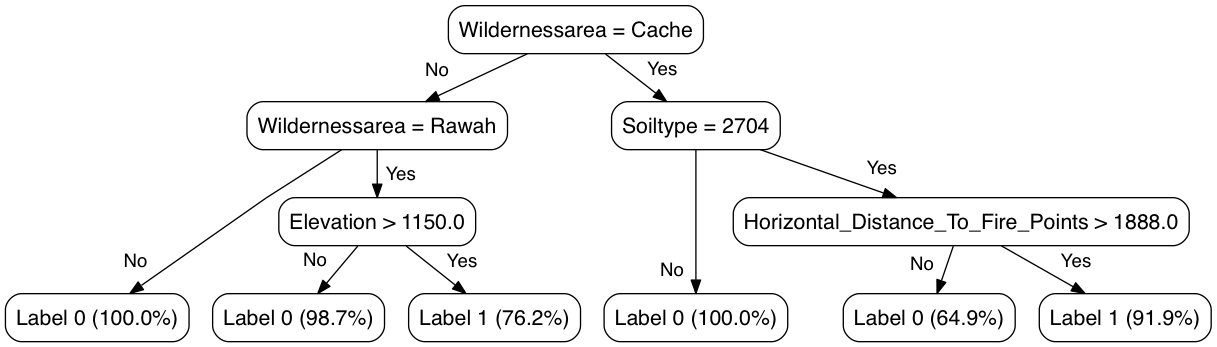 Wildernessarea = Cache
No
Yes
Wildernessarea = Rawah
Soiltype = 2704
Yes
Yes
Elevation > 1150.0
Horizontal_Distance_To_Fire_Points > 1888.0
No
No
Yes
No
No
Yes
Label 0 (100.0%)
Label 0 (98.7%)
Label 1 (76.2%)
Label 0 (100.0%)
Label 0 (64.9%)
Label 1 (91.9%)